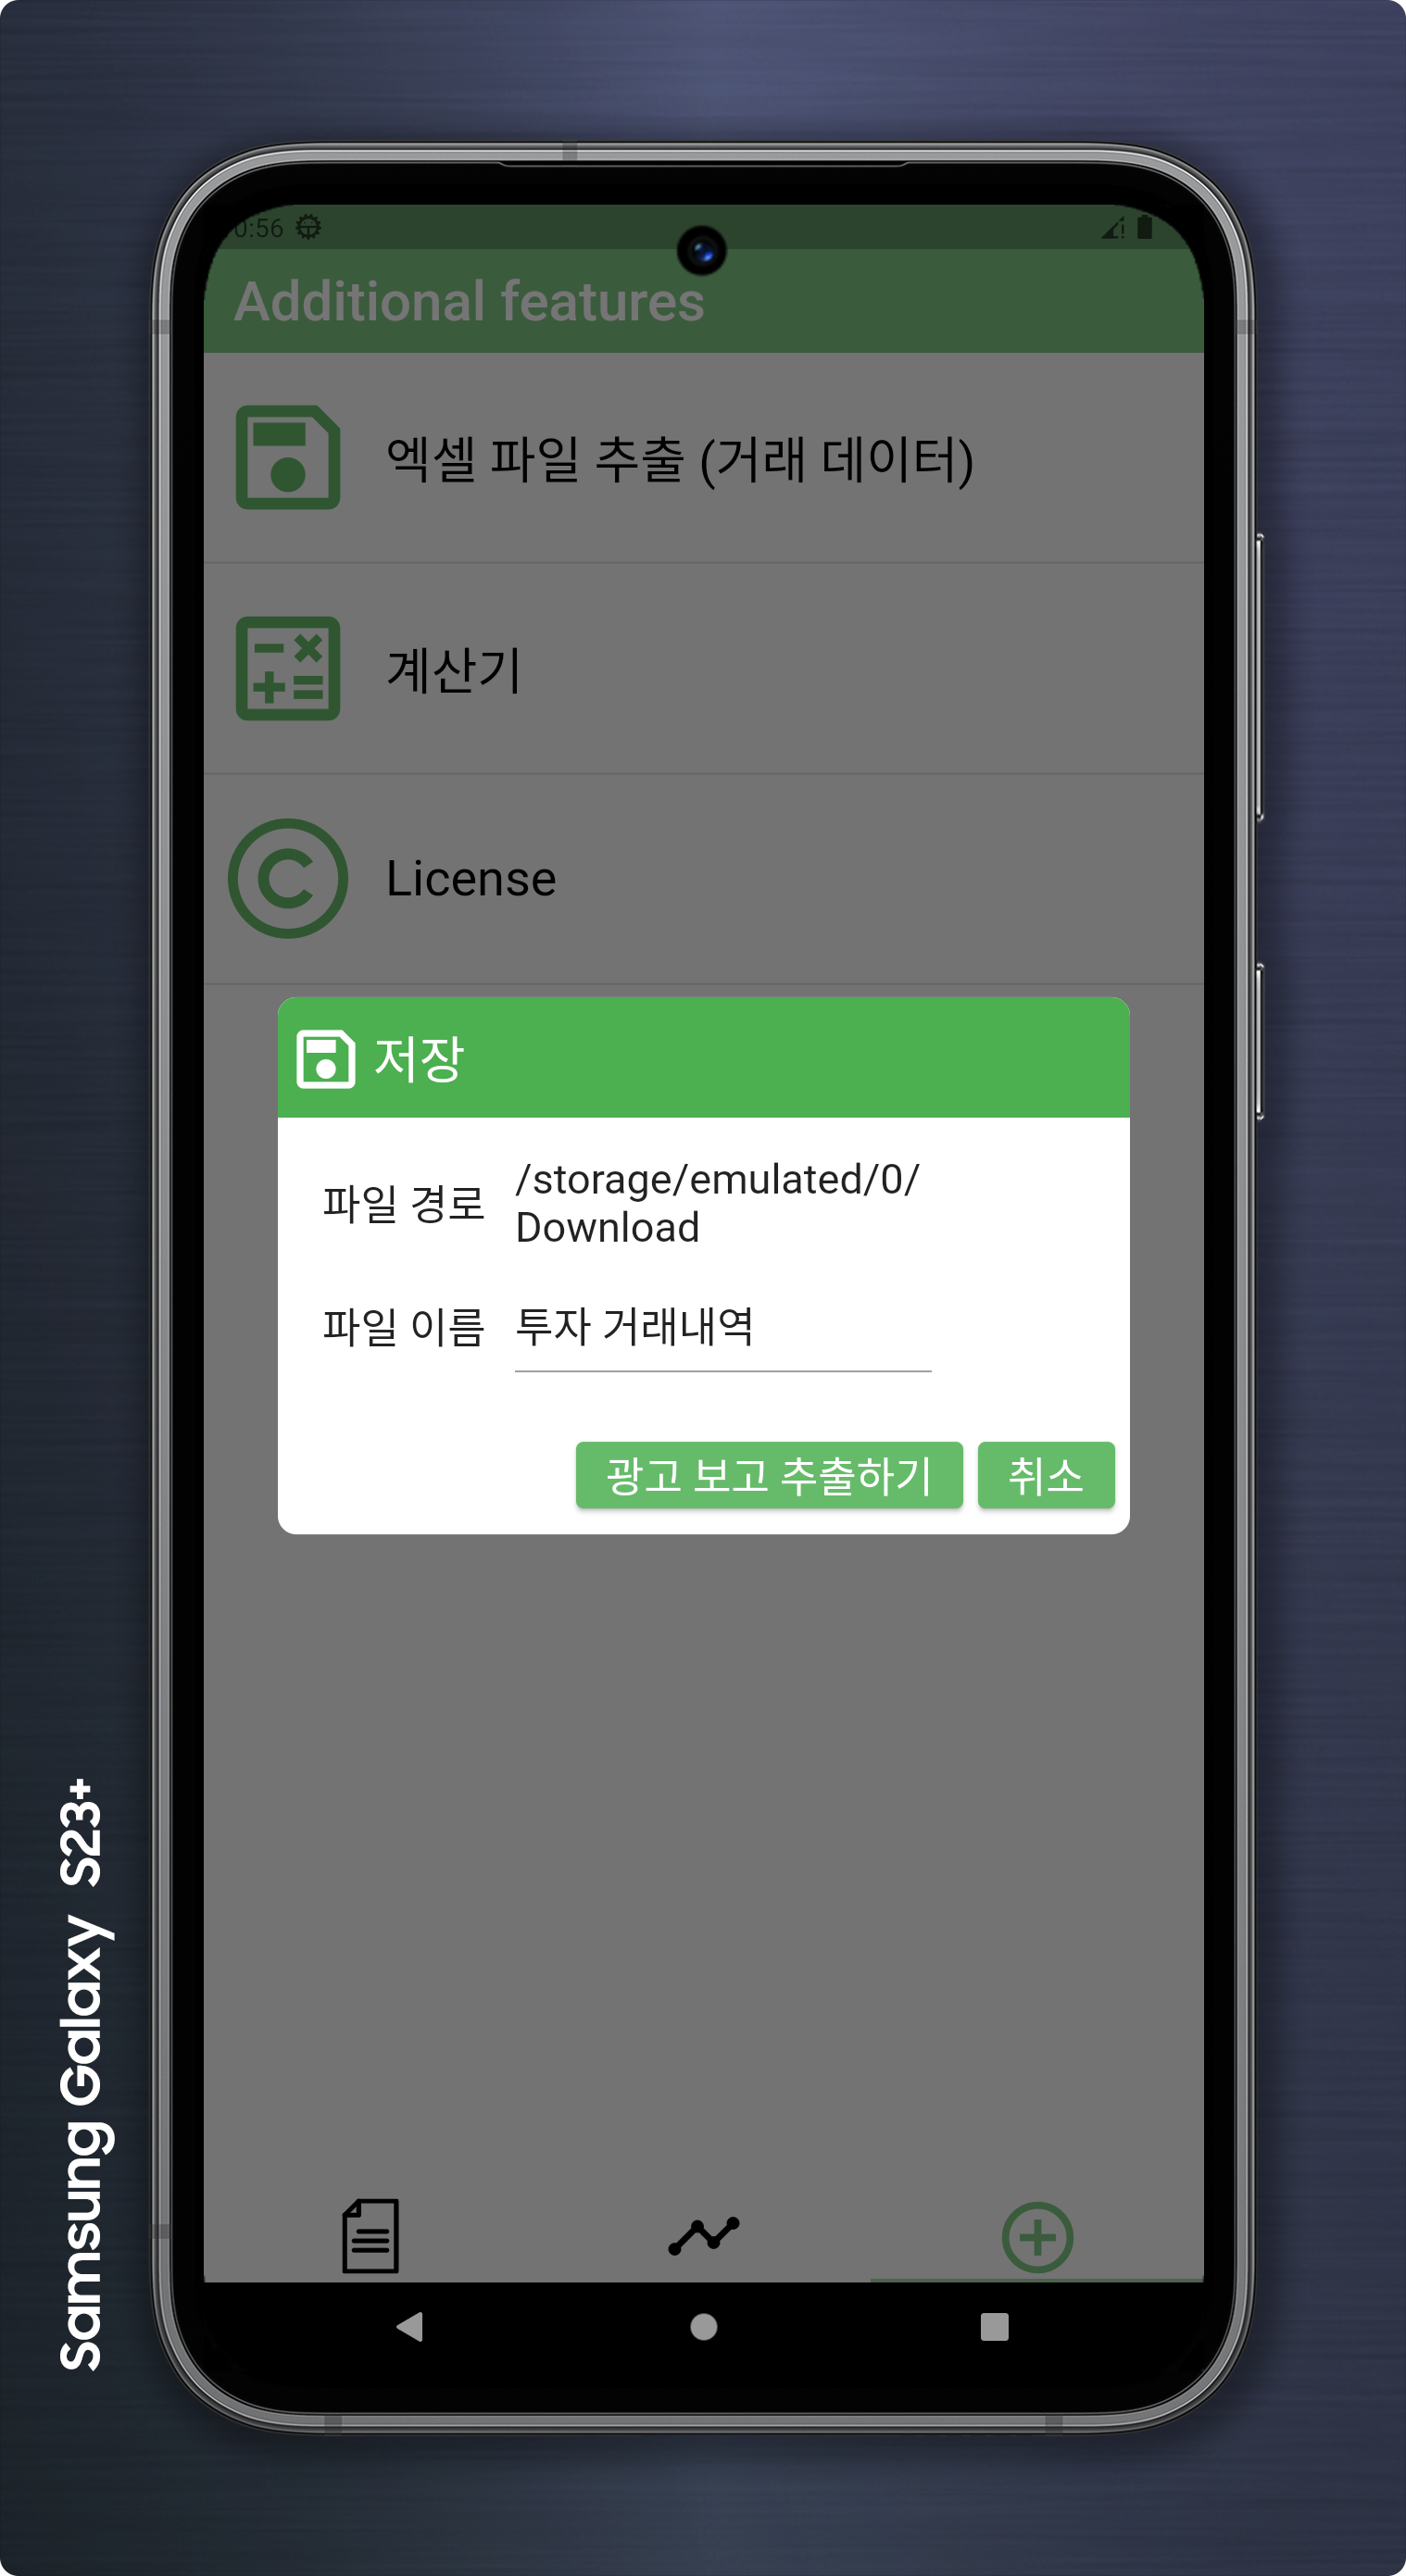 0:56
Additional features
엑셀 파일 추출 (거래 데이터)
계산기
License
저장
파일 경로 /storage/emulated/0/
Download
파일 이름 투자 거래내역
광고 보고 추출하기 취소
Samsung Galaxy S23+